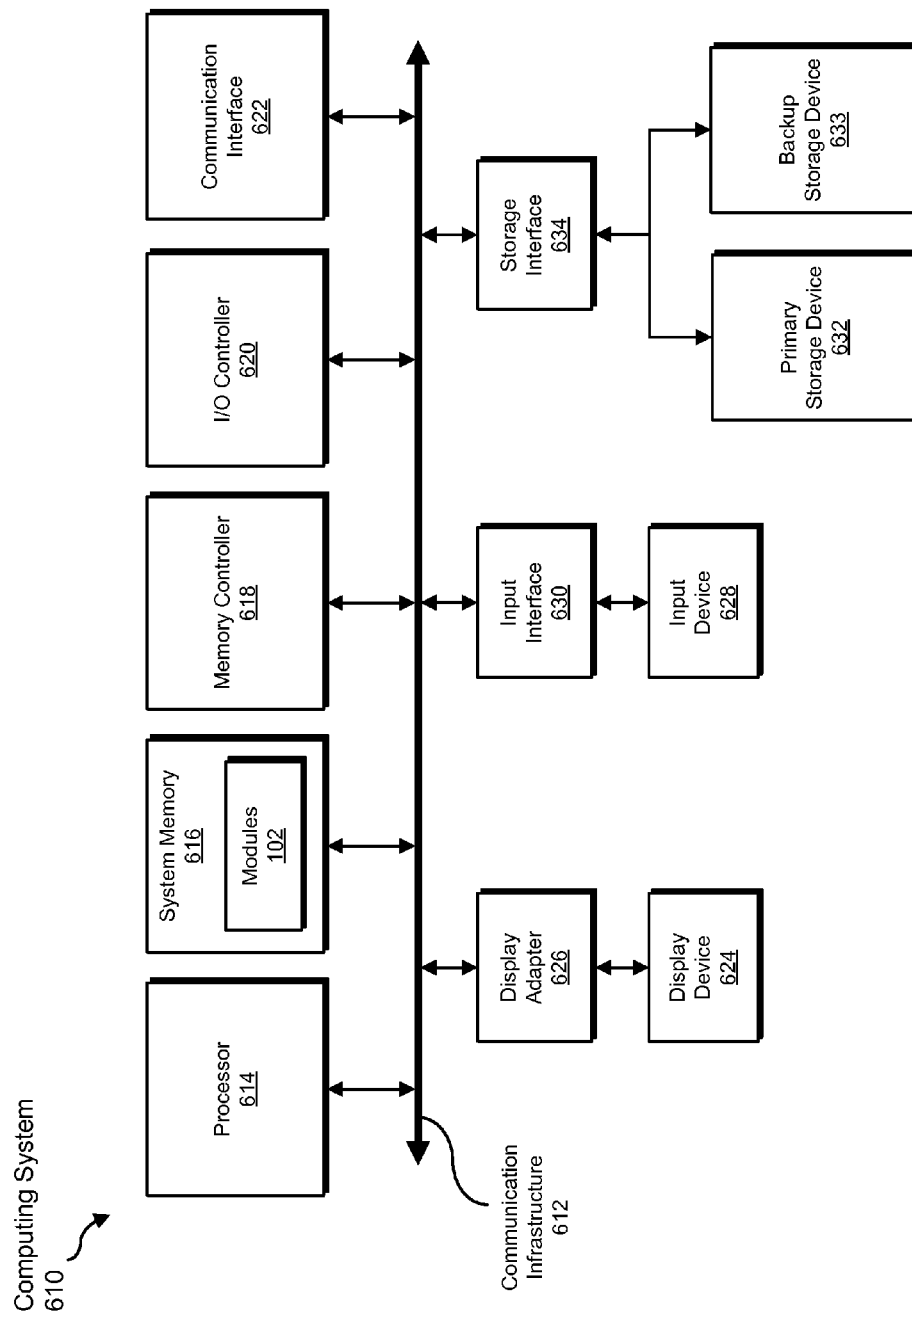 Computing System
610
Processor
614
System Memory
616
Modules
102
Memory Controller
618
I/O Controller
620
Communication
Interface
622
Communication
Infrastructure
612
Display
Adapter
626
Input
Interface
630
Storage
Interface
634
Display
Device
624
Input
Device
628
Primary
Storage Device
632
Backup
Storage Device
633